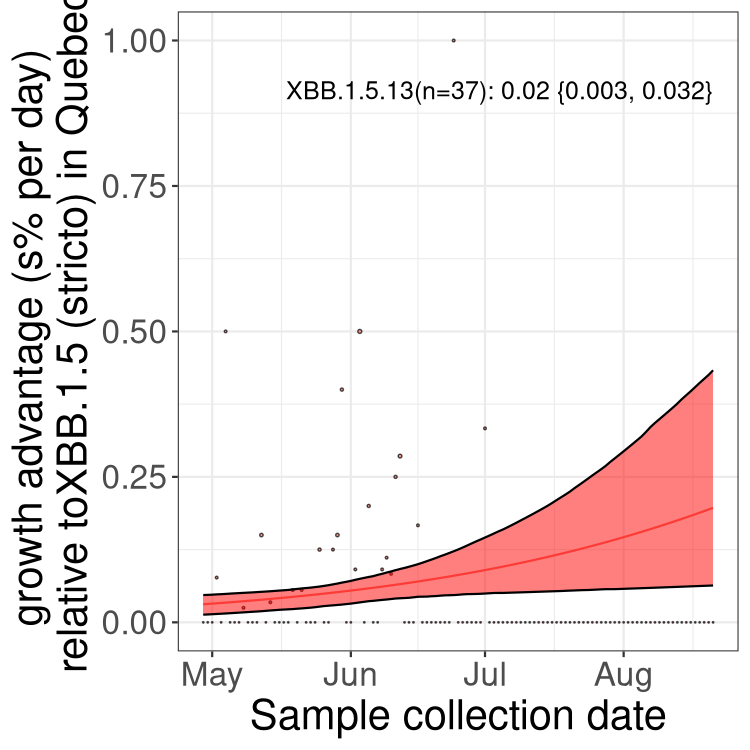 growth advantage (s% per day)
relative toXBB.1.5 (stricto) in Quebec
1.00
0.75
0.50
0.25
0.00
XBB.1.5.13(n=37): 0.02 {0.003, 0.032}
May Jun Jul Aug
Sample collection date